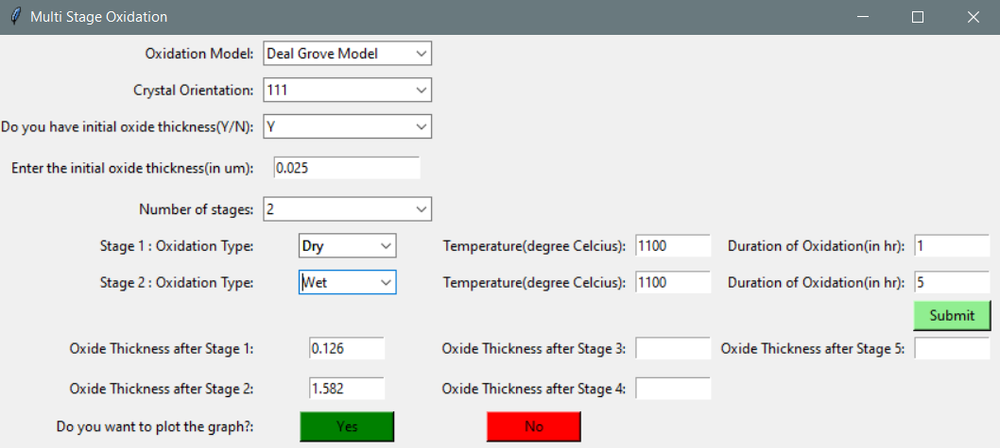 Multi Stage Oxidation
Oxidation Model: Deal Grove Model
Crystal Orientation: 111
Do you have initial oxide thickness(Y/N): Y
Enter the initial oxide thickness(in um): 0.025
Number of stages: 2
Stage 1 : Oxidation Type: Dry Temperature(degree Celcius): 1100 Duration of Oxidation(in hr): 1
Stage 2 : Oxidation Type: Wet Temperature(degree Celcius): 1100 Duration of Oxidation(in hr): 5
Submit
Oxide Thickness after Stage 1: 0.126 Oxide Thickness after Stage 3: Oxide Thickness after Stage 5:
Oxide Thickness after Stage 2: 1.582 Oxide Thickness after Stage 4:
Do you want to plot the graph?: Yes No